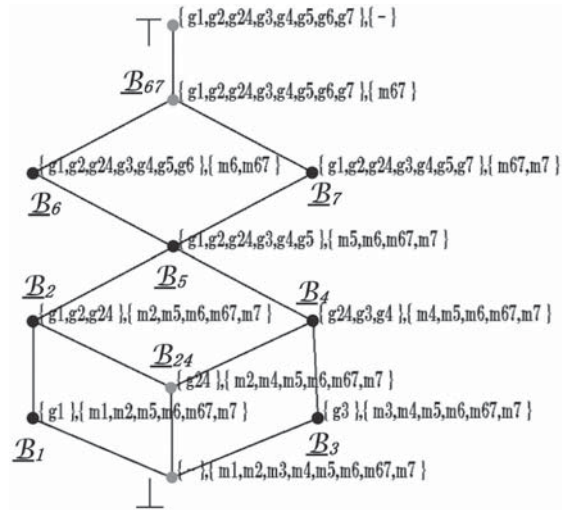 ⊤ { g1,g2,g24,g3,g4,g5,g6,g7 },{ - }
B67 { g1,g2,g24,g3,g4,g5,g6,g7 },{ m67 }
{ g1,g2,g24,g3,g4,g5,g6 },{ m6,m67 } { g1,g2,g24,g3,g4,g5,g7 },{ m67,m7 }
B6 B7
{ g1,g2,g24,g3,g4,g5 },{ m5,m6,m67,m7 }
B5
B2 B4
{ g1,g2,g24 },{ m2,m5,m6,m67,m7 } { g24,g3,g4 },{ m4,m5,m6,m67,m7 }
B24
{ g24 },{ m2,m4,m5,m6,m67,m7 }
{ g1 },{ m1,m2,m5,m6,m67,m7 } { g3 },{ m3,m4,m5,m6,m67,m7 }
B1 B3
{ - },{ m1,m2,m3,m4,m5,m6,m67,m7 }
⊥